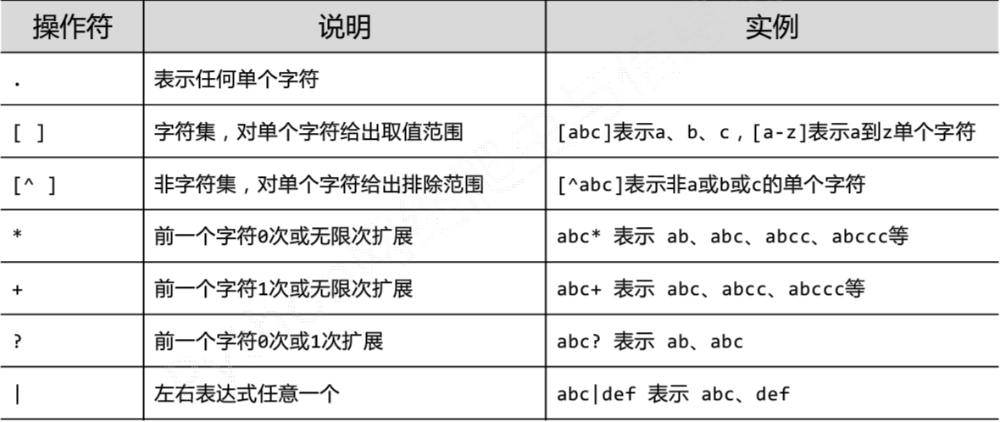 操作符 说明 实例
. 表示任何单个字符
[ ] 字符集，对单个字符给出取值范围 [abc]表示a、b、c，[a-z]表示a到z单个字符
[^ ] 非字符集，对单个字符给出排除范围 [^abc]表示非a或b或c的单个字符
* 前一个字符0次或无限次扩展 abc* 表示 ab、abc、abcc、abccc等
+ 前一个字符1次或无限次扩展 abc+ 表示 abc、abcc、abccc等
? 前一个字符0次或1次扩展 abc? 表示 ab、abc
| 左右表达式任意一个 abc|def 表示 abc、def